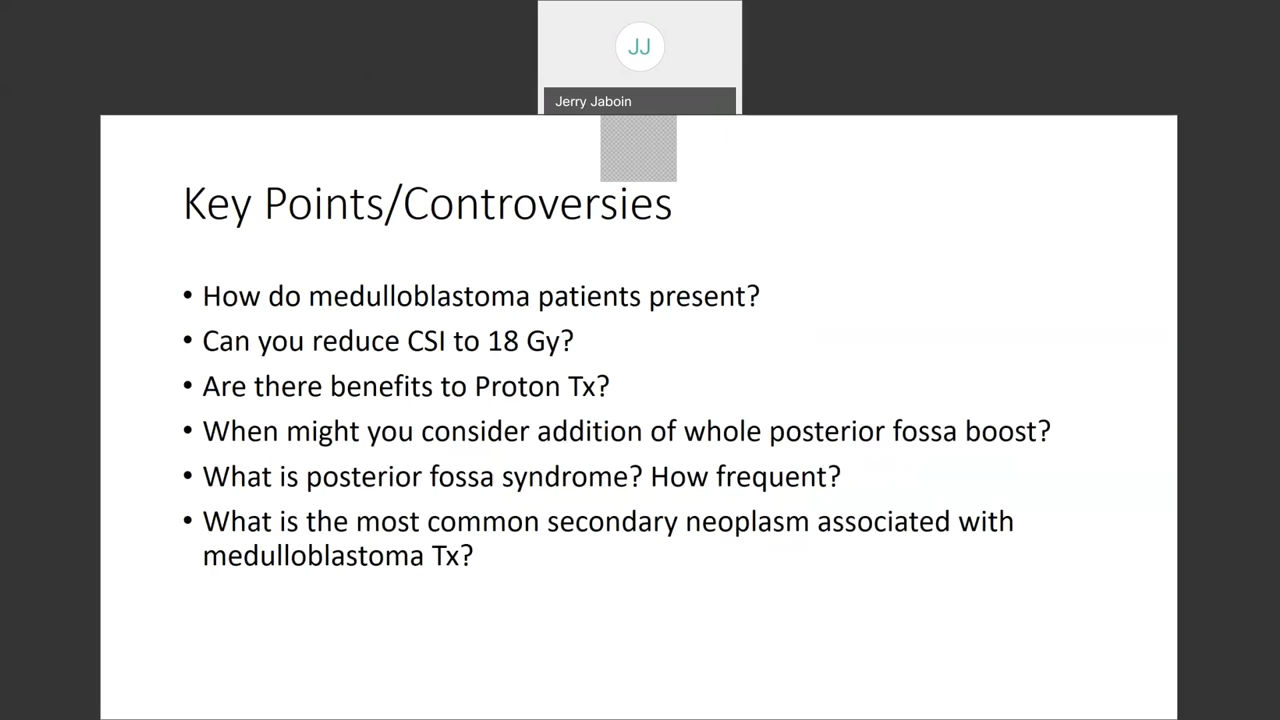 JJ
Jerry Jaboin
Key Points/Controversies
• How do medulloblastoma patients present?
• Can you reduce CSI to 18 Gy?
• Are there benefits to Proton Tx?
• When might you consider addition of whole posterior fossa boost?
• What is posterior fossa syndrome? How frequent?
• What is the most common secondary neoplasm associated with
medulloblastoma Tx?